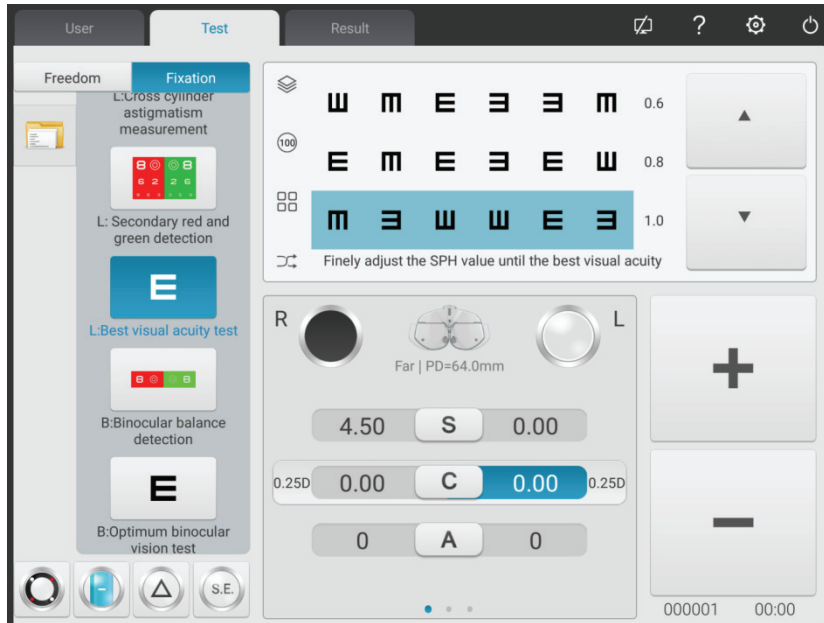 User Test Result ?
Freedom Fixation
L:Cross cylinder
astigmatism
measurement
8 8
6 2 2 6
L: Secondary red and
green detection
E
L:Best visual acuity test
8 8
B:Binocular balance
detection
E
B:Optimum binocular
vision test
S.E.
100
0.6
0.8
1.0
Finely adjust the SPH value until the best visual acuity
R L
Far | PD=64.0mm
4.50 S 0.00
0.25D 0.00 C 0.00 0.25D
0 A 0
+
−
000001 00:00